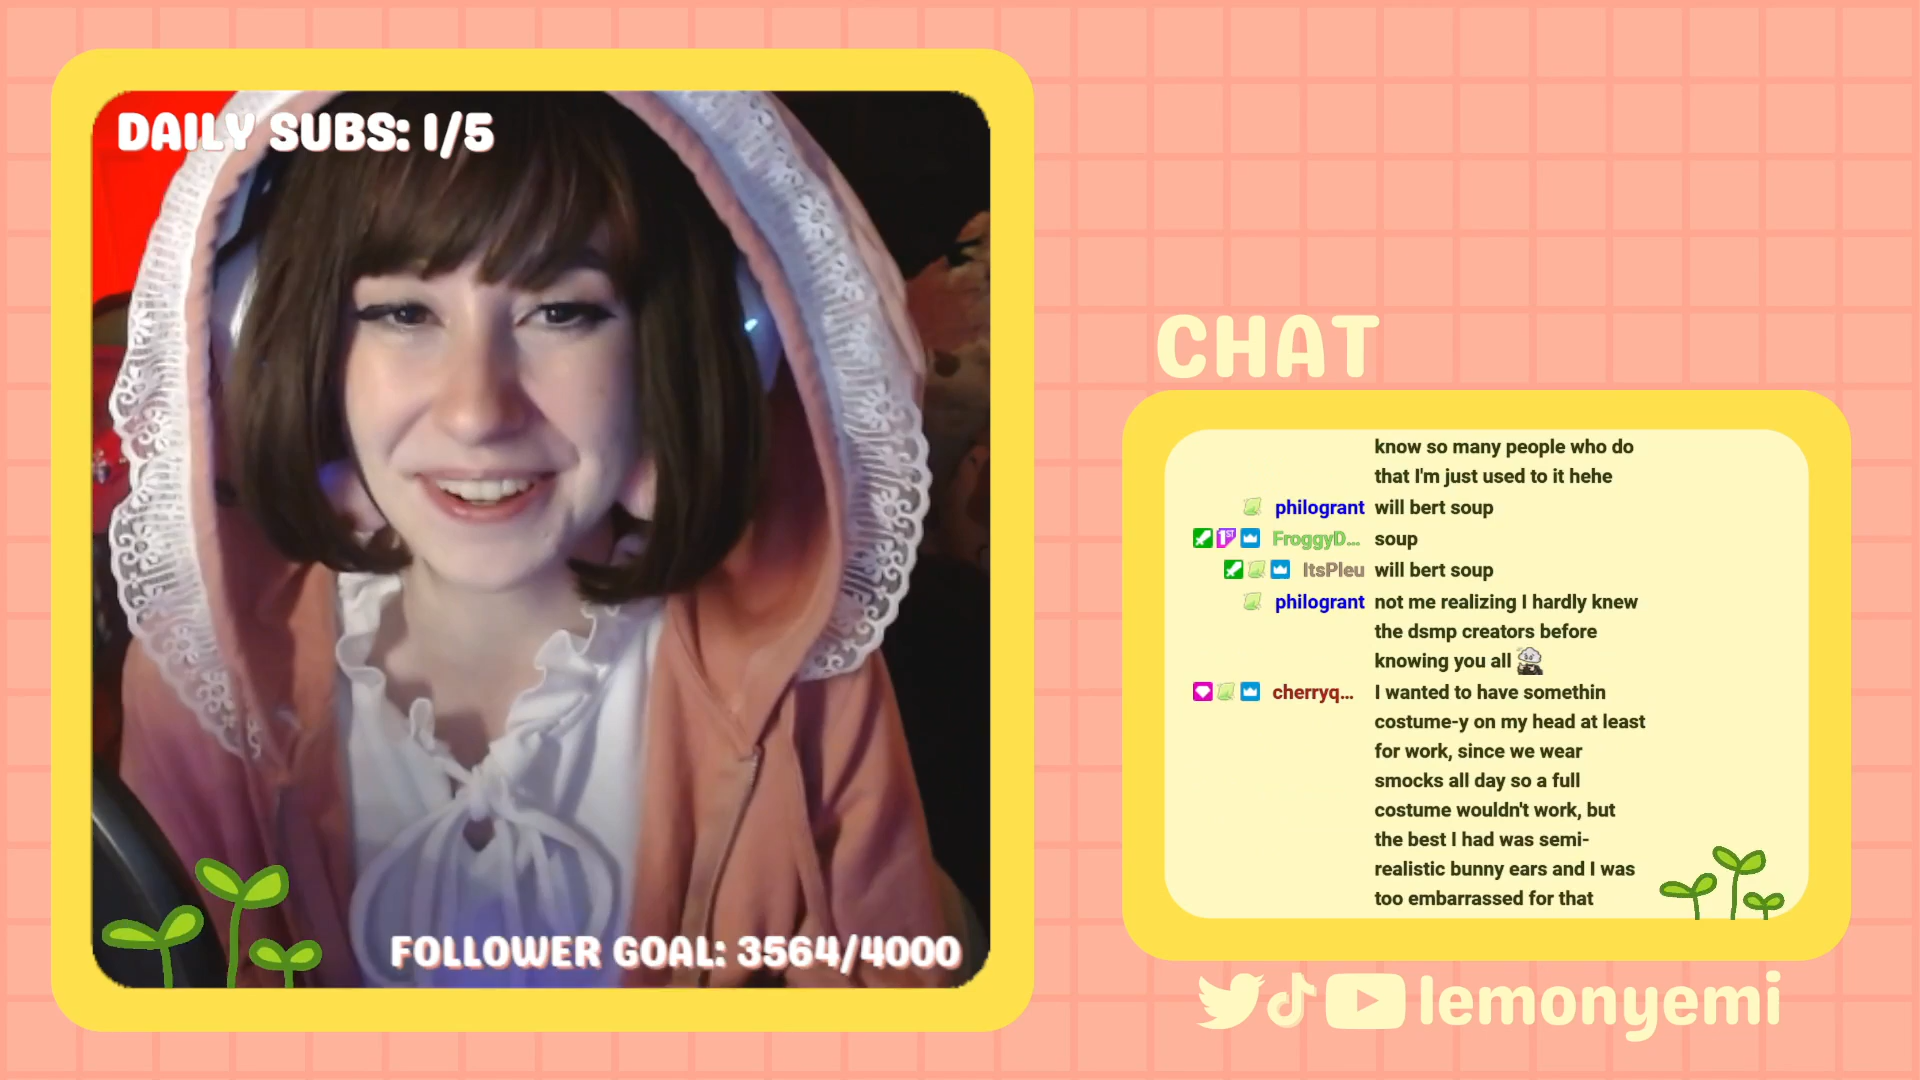 DAILY SUBS: 1/5
FOLLOWER GOAL: 3564/4000
CHAT
know so many people who do
that I'm just used to it hehe
philogrant will bert soup
FroggyD... soup
ItsPleu will bert soup
philogrant not me realizing I hardly knew
the dsmp creators before
knowing you all
cherryq... I wanted to have somethin
costume-y on my head at least
for work, since we wear
smocks all day so a full
costume wouldn't work, but
the best I had was semi-
realistic bunny ears and I was
too embarrassed for that
lemonyemi